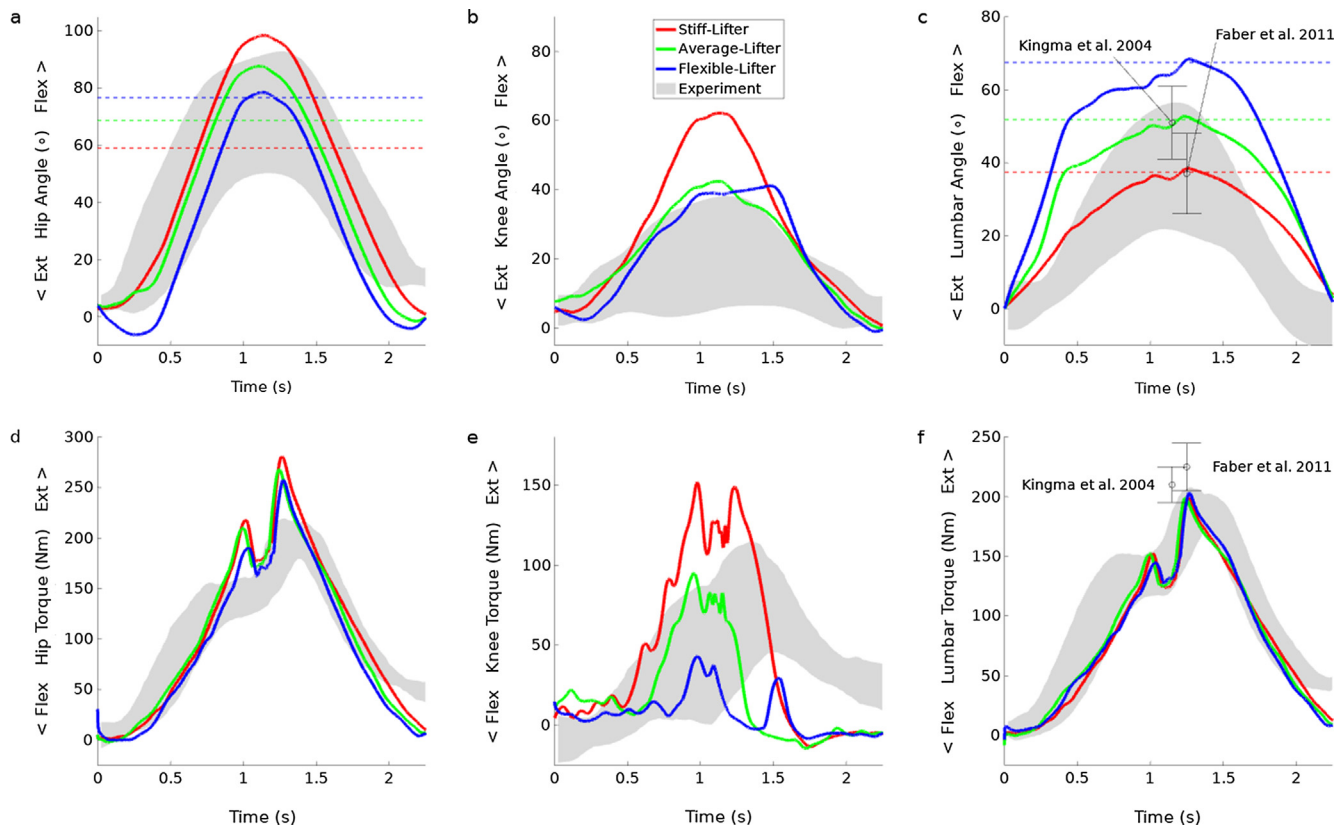 a
< Ext Hip Angle (∘) Flex >
100
80
60
40
20
0
0 0.5 1 1.5 2
Time (s)
b
< Ext Knee Angle (∘) Flex >
80
60
40
20
0
0 0.5 1 1.5 2
Time (s)
Stiff-Lifter
Average-Lifter
Flexible-Lifter
Experiment
c
< Ext Lumbar Angle (∘) Flex >
80
60
40
20
0
0 0.5 1 1.5 2
Time (s)
Kingma et al. 2004
Faber et al. 2011
d
< Flex Hip Torque (Nm) Ext >
300
250
200
150
100
50
0
0 0.5 1 1.5 2
Time (s)
e
< Flex Knee Torque (Nm) Ext >
150
100
50
0
0 0.5 1 1.5 2
Time (s)
f
< Flex Lumbar Torque (Nm) Ext >
250
200
150
100
50
0
0 0.5 1 1.5 2
Time (s)
Kingma et al. 2004
Faber et al. 2011